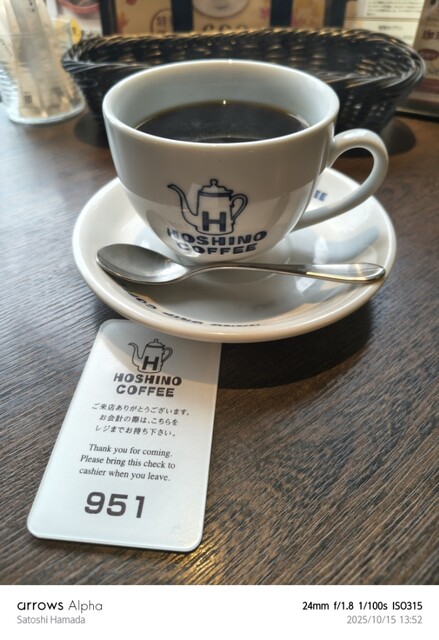 H
HOSHINO
COFFEE
H
HOSHINO
COFFEE
ご来店ありがとうございます。
お会計の際は、こちらを
レジまでお持ち下さい。
Thank you for coming.
Please bring this check to
cashier when you leave.
951
arrows Alpha
Satoshi Hamada
24mm f/1.8 1/100s ISO315
2025/10/15 13:52